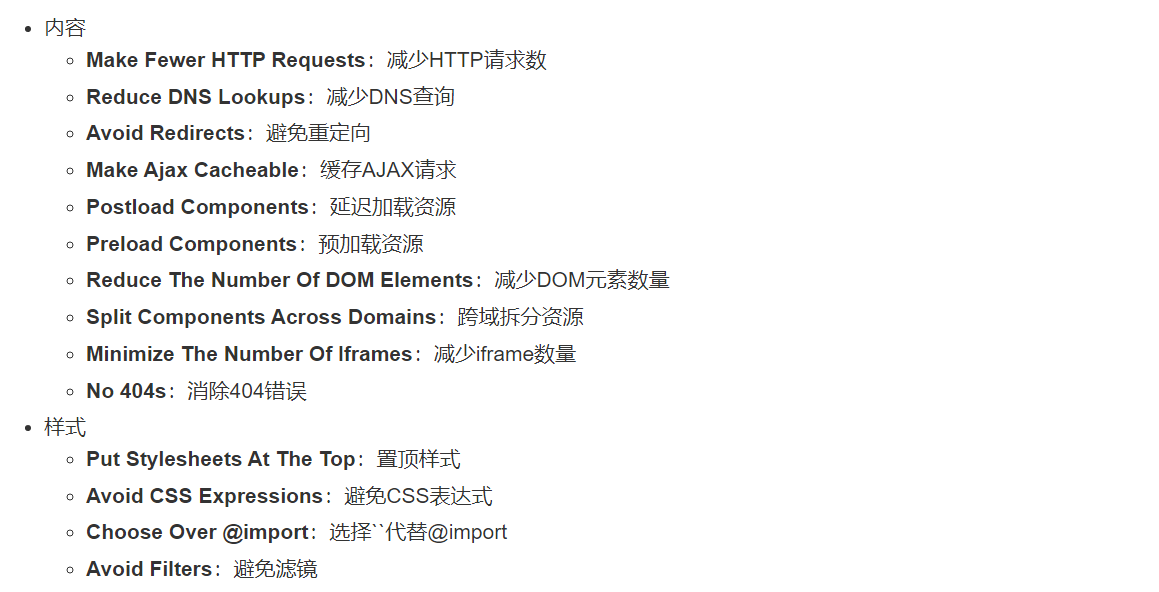 内容
Make Fewer HTTP Requests：减少HTTP请求数
Reduce DNS Lookups：减少DNS查询
Avoid Redirects：避免重定向
Make Ajax Cacheable：缓存AJAX请求
Postload Components：延迟加载资源
Preload Components：预加载资源
Reduce The Number Of DOM Elements：减少DOM元素数量
Split Components Across Domains：跨域拆分资源
Minimize The Number Of Iframes：减少iframe数量
No 404s：消除404错误
样式
Put Stylesheets At The Top：置顶样式
Avoid CSS Expressions：避免CSS表达式
Choose Over @import：选择``代替@import
Avoid Filters：避免滤镜